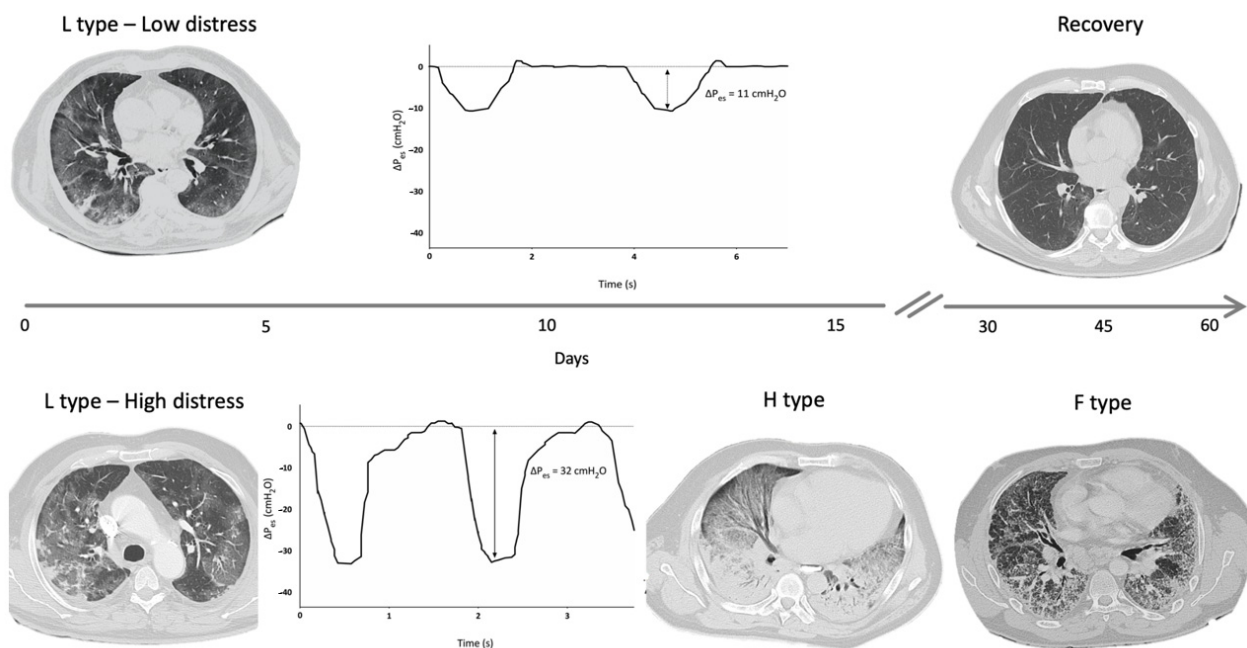 L type – Low distress
Recovery
0
–10
–20
–30
–40
ΔPes (cmH2O)
ΔPes = 11 cmH2O
0 2 4 6
Time (s)
0 5 10 15 30 45 60
Days
L type – High distress
H type
F type
0
–10
–20
–30
–40
ΔPes (cmH2O)
ΔPes = 32 cmH2O
0 2 3
Time (s)